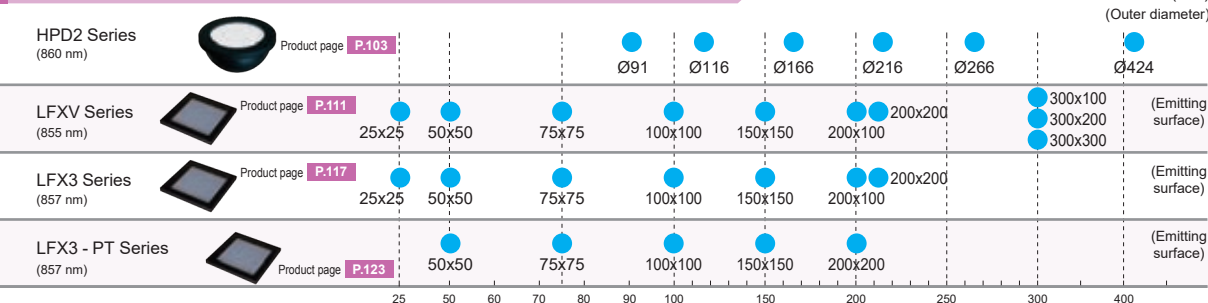 (Outer diameter)
HPD2 Series
(860 nm)
Product page P.103
Ø91 Ø116 Ø166 Ø216 Ø266 Ø424
LFXV Series
(855 nm)
Product page P.111
25x25 50x50 75x75 100x100 150x150 200x100 200x200
300x100
300x200
300x300
(Emitting
surface)
LFX3 Series
(857 nm)
Product page P.117
25x25 50x50 75x75 100x100 150x150 200x100 200x200
(Emitting
surface)
LFX3 - PT Series
(857 nm)
Product page P.123
50x50 75x75 100x100 150x150 200x200
(Emitting
surface)
25 50 60 70 80 90 100 150 200 250 300 400